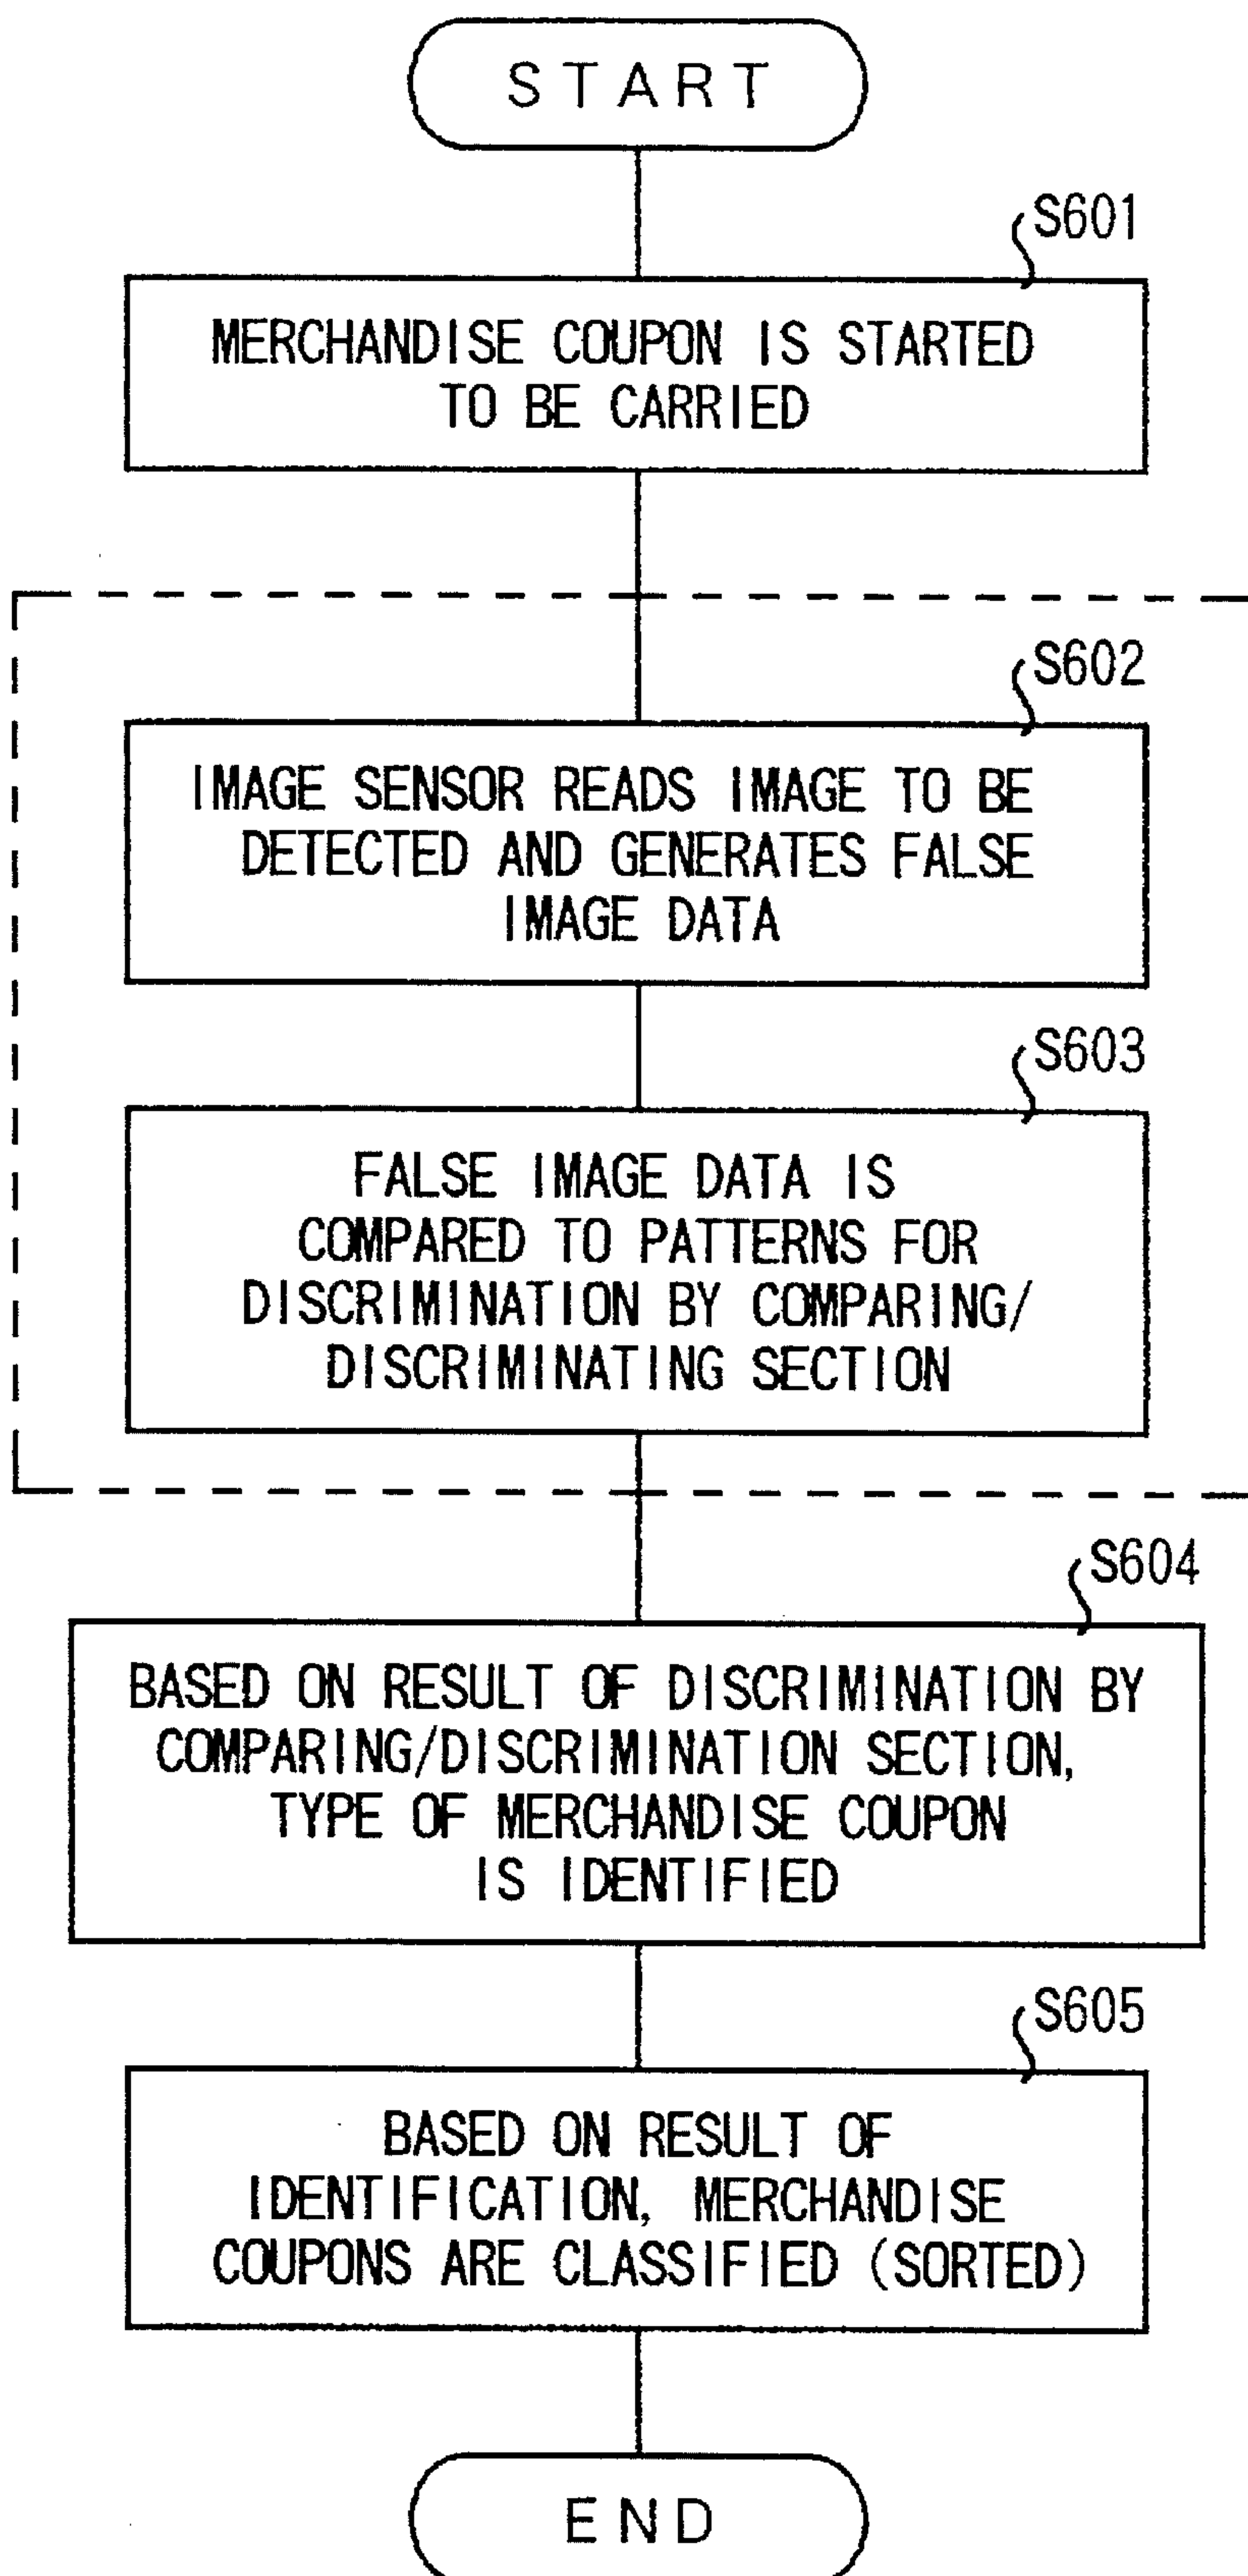 START
S601
MERCHANDISE COUPON IS STARTED
TO BE CARRIED
S602
IMAGE SENSOR READS IMAGE TO BE
DETECTED AND GENERATES FALSE
IMAGE DATA
S603
FALSE IMAGE DATA IS
COMPARED TO PATTERNS FOR
DISCRIMINATION BY COMPARING/
DISCRIMINATING SECTION
S604
BASED ON RESULT OF DISCRIMINATION BY
COMPARING/DISCRIMINATION SECTION,
TYPE OF MERCHANDISE COUPON
IS IDENTIFIED
S605
BASED ON RESULT OF
IDENTIFICATION, MERCHANDISE
COUPONS ARE CLASSIFIED (SORTED)
END